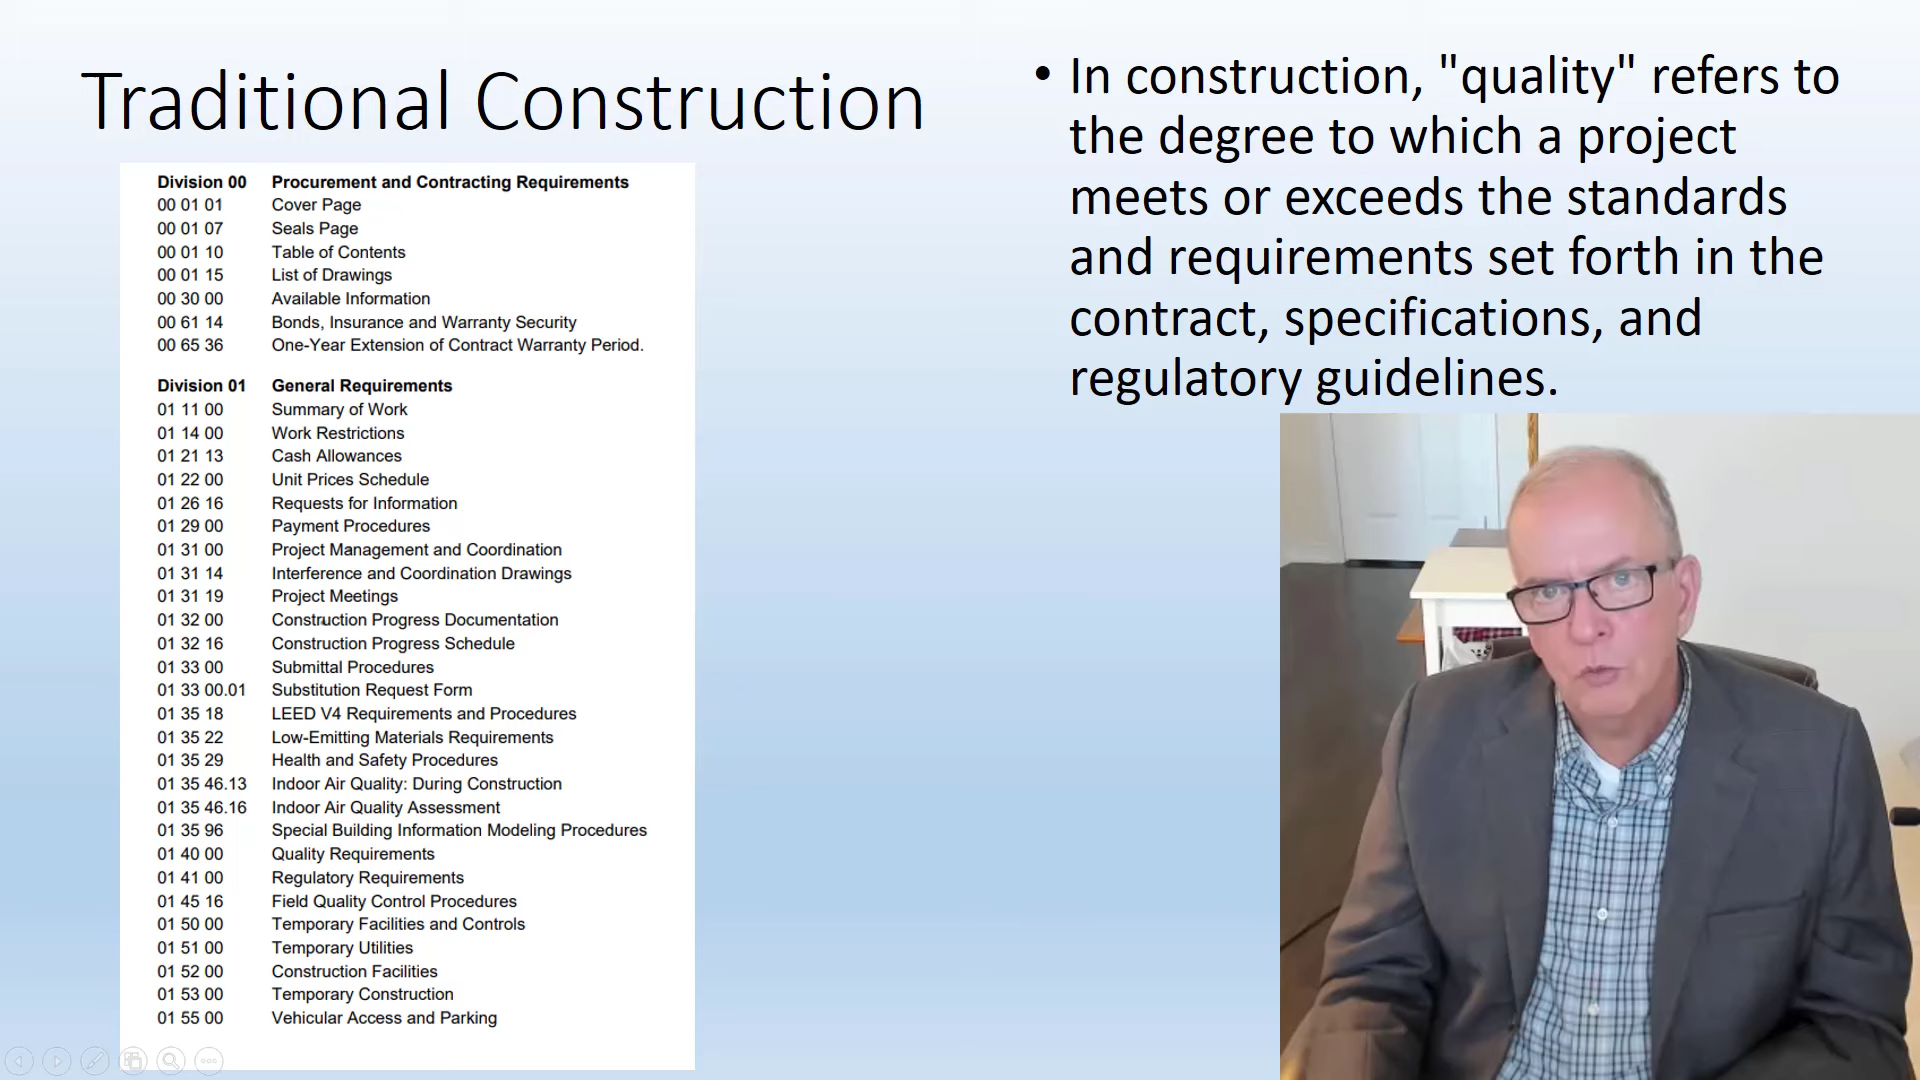 Traditional Construction
Division 00 Procurement and Contracting Requirements
00 01 01 Cover Page
00 01 07 Seals Page
00 01 10 Table of Contents
00 01 15 List of Drawings
00 30 00 Available Information
00 61 14 Bonds, Insurance and Warranty Security
00 65 36 One-Year Extension of Contract Warranty Period.
Division 01 General Requirements
01 11 00 Summary of Work
01 14 00 Work Restrictions
01 21 13 Cash Allowances
01 22 00 Unit Prices Schedule
01 26 16 Requests for Information
01 29 00 Payment Procedures
01 31 00 Project Management and Coordination
01 31 14 Interference and Coordination Drawings
01 31 19 Project Meetings
01 32 00 Construction Progress Documentation
01 32 16 Construction Progress Schedule
01 33 00 Submittal Procedures
01 33 00.01 Substitution Request Form
01 35 18 LEED V4 Requirements and Procedures
01 35 22 Low-Emitting Materials Requirements
01 35 29 Health and Safety Procedures
01 35 46.13 Indoor Air Quality: During Construction
01 35 46.16 Indoor Air Quality Assessment
01 35 96 Special Building Information Modeling Procedures
01 40 00 Quality Requirements
01 41 00 Regulatory Requirements
01 45 16 Field Quality Control Procedures
01 50 00 Temporary Facilities and Controls
01 51 00 Temporary Utilities
01 52 00 Construction Facilities
01 53 00 Temporary Construction
01 55 00 Vehicular Access and Parking
• In construction, "quality" refers to
the degree to which a project
meets or exceeds the standards
and requirements set forth in the
contract, specifications, and
regulatory guidelines.